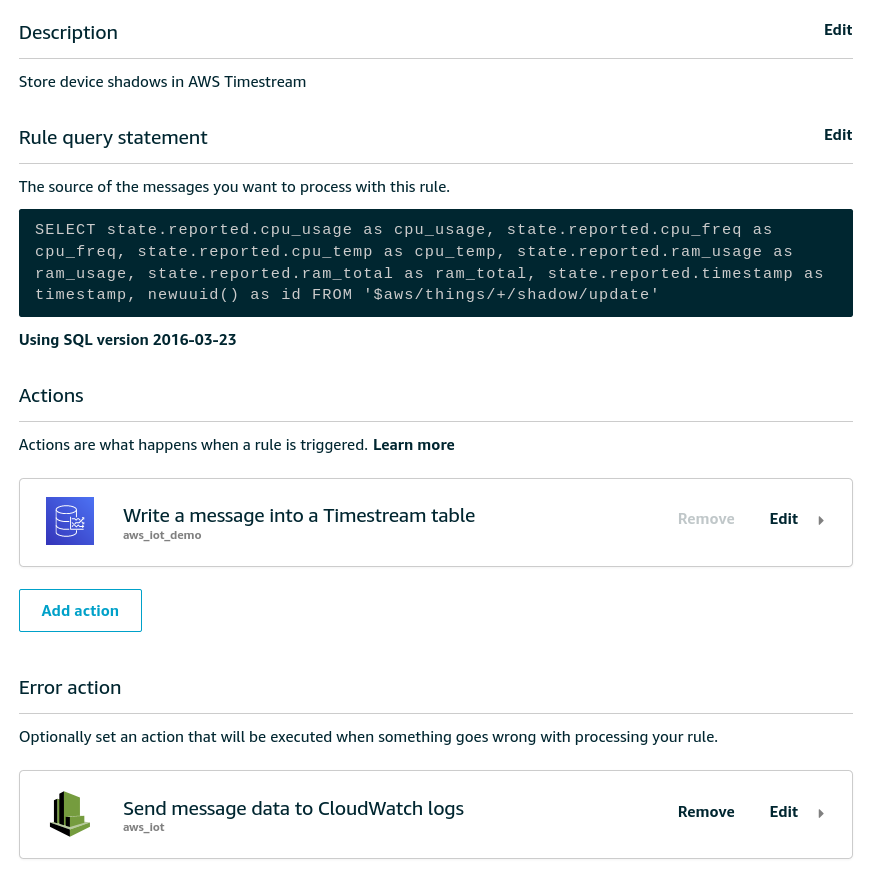 Description
Edit
Store device shadows in AWS Timestream
Rule query statement
Edit
The source of the messages you want to process with this rule.
SELECT state.reported.cpu_usage as cpu_usage, state.reported.cpu_freq as
cpu_freq, state.reported.cpu_temp as cpu_temp, state.reported.ram_usage as
ram_usage, state.reported.ram_total as ram_total, state.reported.timestamp as
timestamp, newuuid() as id FROM '$aws/things/+/shadow/update'
Using SQL version 2016-03-23
Actions
Actions are what happens when a rule is triggered. Learn more
Write a message into a Timestream table
aws_iot_demo
Remove
Edit
Add action
Error action
Optionally set an action that will be executed when something goes wrong with processing your rule.
Send message data to CloudWatch logs
aws_iot
Remove
Edit